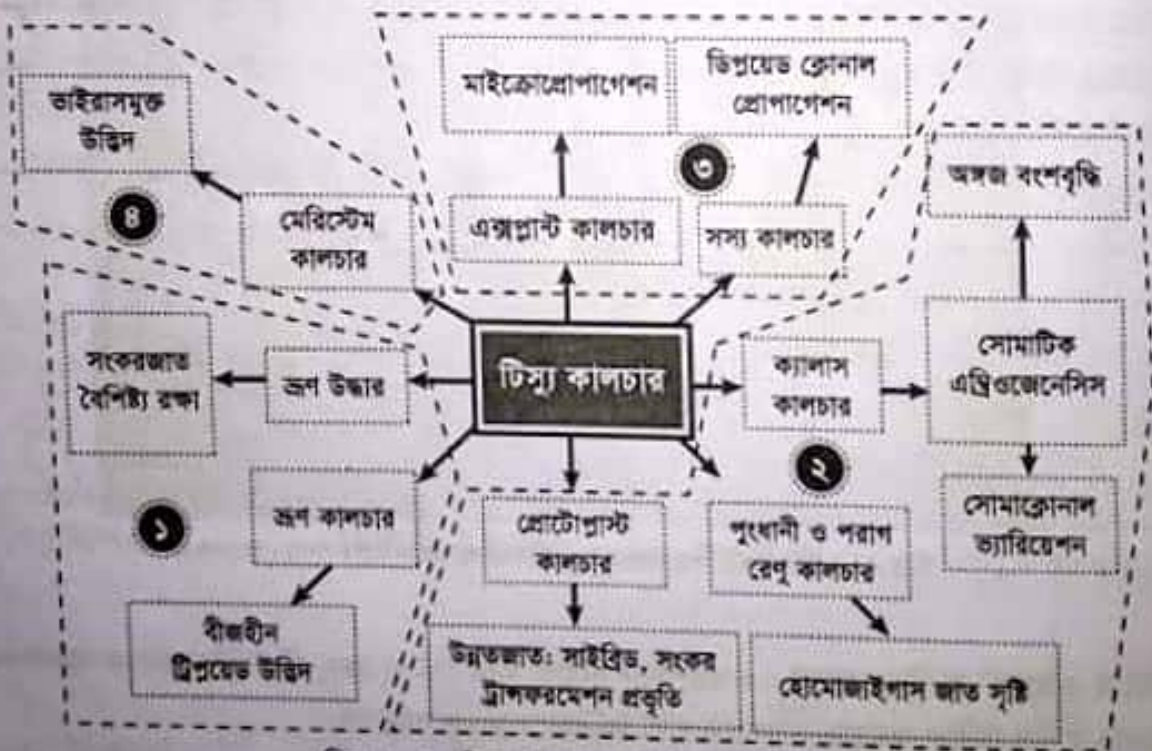 মাইক্রোপ্রোপাগেশন
ডিপ্লয়েড ক্লোনাল
প্রোপাগেশন
ভাইরাসমুক্ত
উদ্ভিদ
৩
অঙ্গজ বংশবৃদ্ধি
৪
মেরিস্টেম
কালচার
এক্সপ্লান্ট কালচার
সস্য কালচার
সংকরজাত
বৈশিষ্ট্য রক্ষা
ভ্রূণ উদ্ধার
টিস্যু কালচার
ক্যালাস
কালচার
সোমাটিক
এম্ব্রিওজেনেসিস
২
১
ভ্রূণ কালচার
প্রোটোপ্লাস্ট
কালচার
পুংধানী ও পরাগ
রেণু কালচার
সোমাক্লোনাল
ভ্যারিয়েশন
বীজহীন
ট্রিপ্লয়েড উদ্ভিদ
উন্নতজাত: সাইব্রিড, সংকর
ট্রান্সফরমেশন প্রভৃতি
হোমোজাইগাস জাত সৃষ্টি